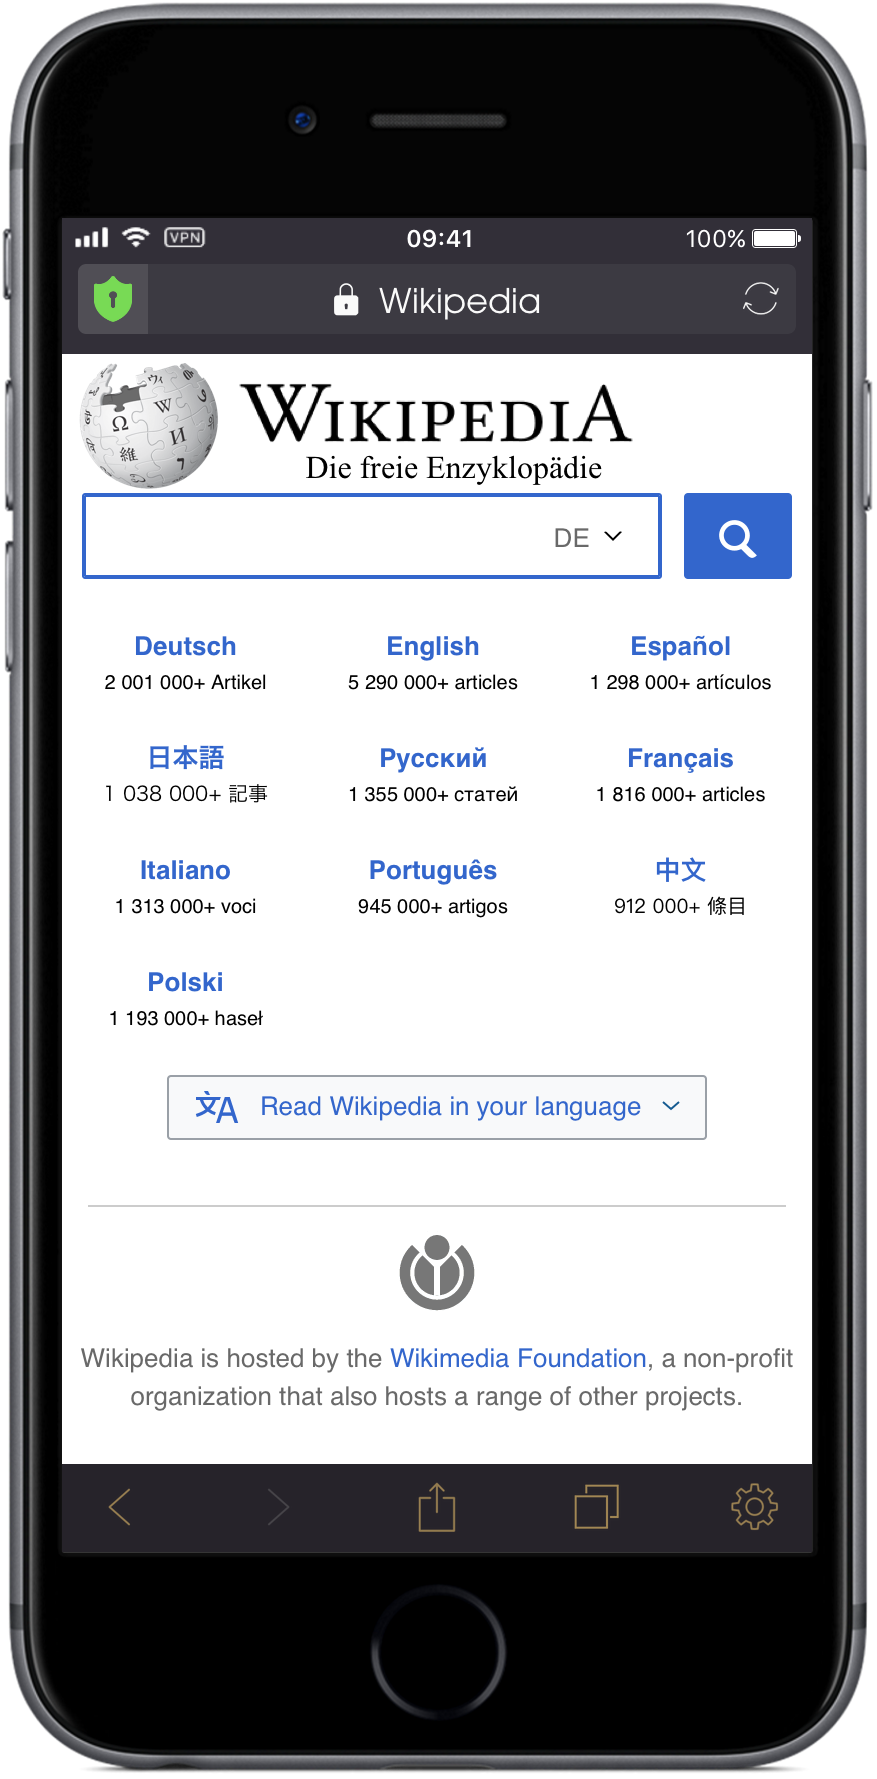 VPN 09:41 100%
Wikipedia
Ω W И 維 7
WIKIPEDIA
Die freie Enzyklopädie
DE
Deutsch English Español
2 001 000+ Artikel 5 290 000+ articles 1 298 000+ artículos
日本語 Русский Français
1 038 000+ 記事 1 355 000+ статей 1 816 000+ articles
Italiano Português 中文
1 313 000+ voci 945 000+ artigos 912 000+ 條目
Polski
1 193 000+ haseł
文A Read Wikipedia in your language
Wikipedia is hosted by the Wikimedia Foundation, a non-profit
organization that also hosts a range of other projects.